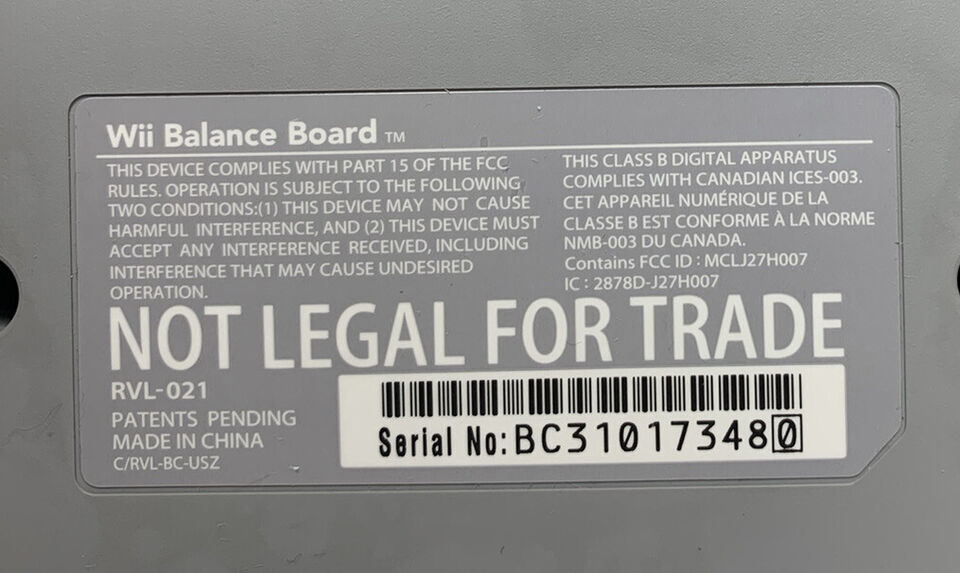 Wii Balance Board TM
THIS DEVICE COMPLIES WITH PART 15 OF THE FCC
RULES. OPERATION IS SUBJECT TO THE FOLLOWING
TWO CONDITIONS:(1) THIS DEVICE MAY NOT CAUSE
HARMFUL INTERFERENCE, AND (2) THIS DEVICE MUST
ACCEPT ANY INTERFERENCE RECEIVED, INCLUDING
INTERFERENCE THAT MAY CAUSE UNDESIRED
OPERATION.
THIS CLASS B DIGITAL APPARATUS
COMPLIES WITH CANADIAN ICES-003.
CET APPAREIL NUMÉRIQUE DE LA
CLASSE B EST CONFORME À LA NORME
NMB-003 DU CANADA.
Contains FCC ID : MCLJ27H007
IC : 2878D-J27H007
NOT LEGAL FOR TRADE
RVL-021
PATENTS PENDING
MADE IN CHINA
C/RVL-BC-USZ
Serial No:BC310173480